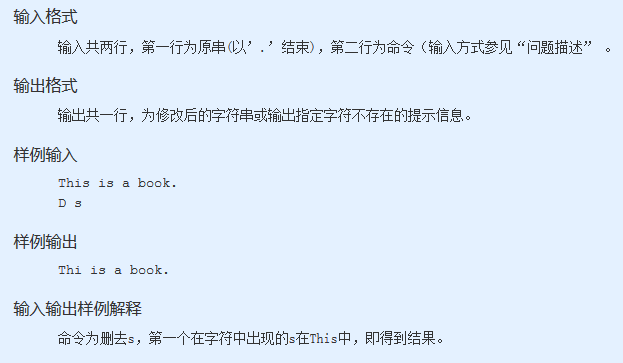 输入格式
输入共两行，第一行为原串(以’.’结束)，第二行为命令（输入方式参见“问题描述” 。
输出格式
输出共一行，为修改后的字符串或输出指定字符不存在的提示信息。
样例输入
This is a book.
D s
样例输出
Thi is a book.
输入输出样例解释
命令为删去s，第一个在字符中出现的s在This中，即得到结果。